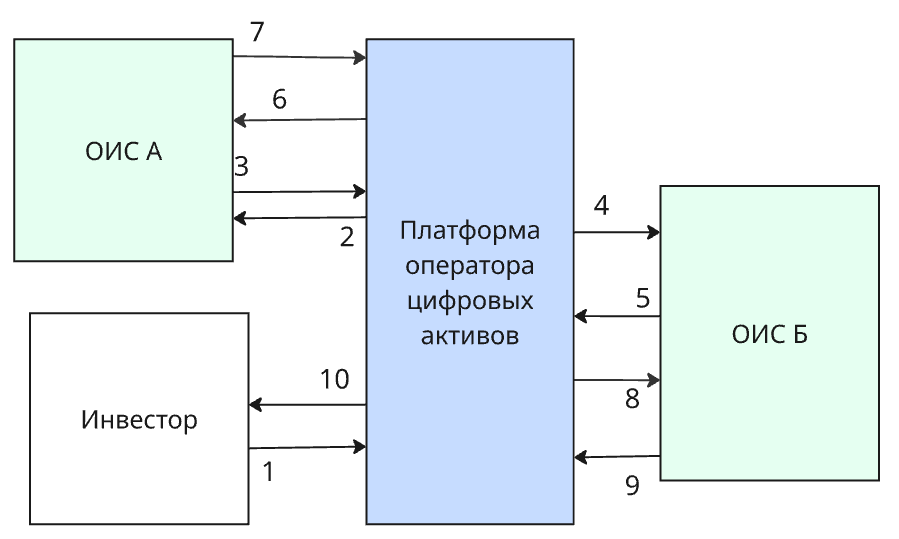 7
6
ОИС А
3
2
4
Платформа
оператора
цифровых
активов
5
ОИС Б
10
8
Инвестор
1
9